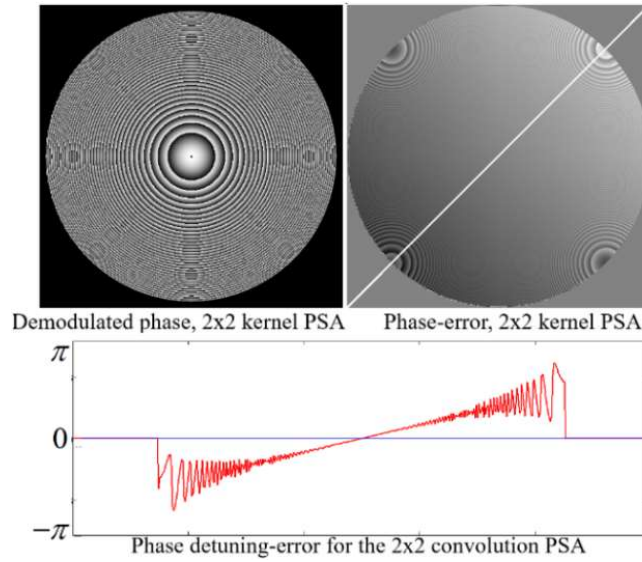 Demodulated phase, 2x2 kernel PSA
Phase-error, 2x2 kernel PSA
π
0
−π
Phase detuning-error for the 2x2 convolution PSA